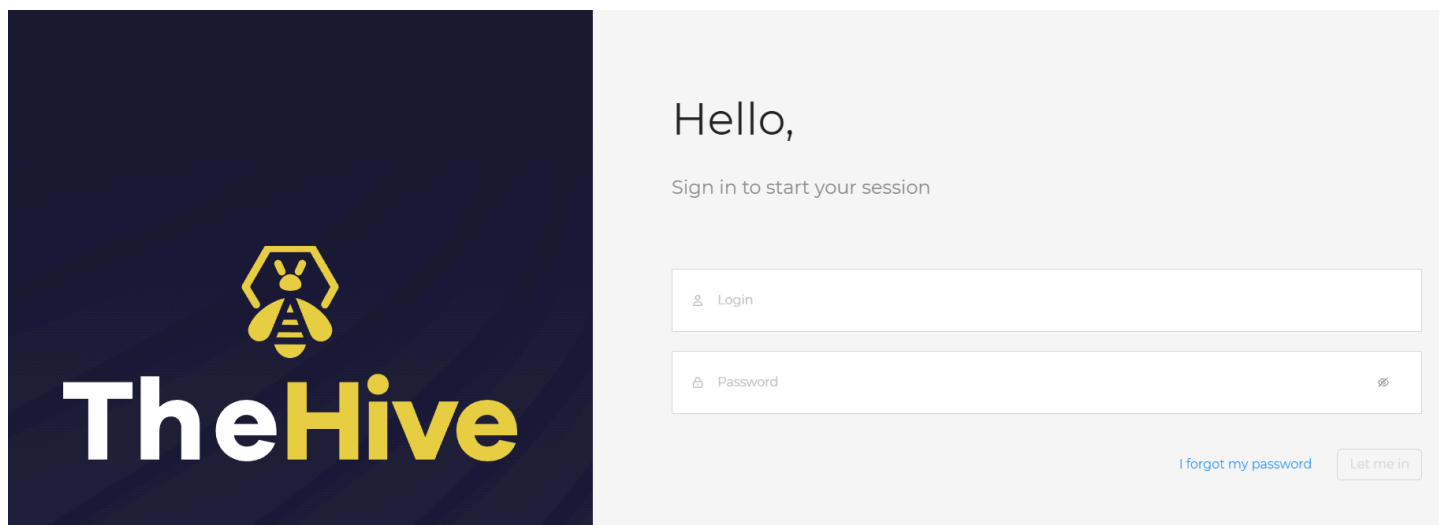 TheHive
Hello,
Sign in to start your session
Login
Password
I forgot my password
Let me in